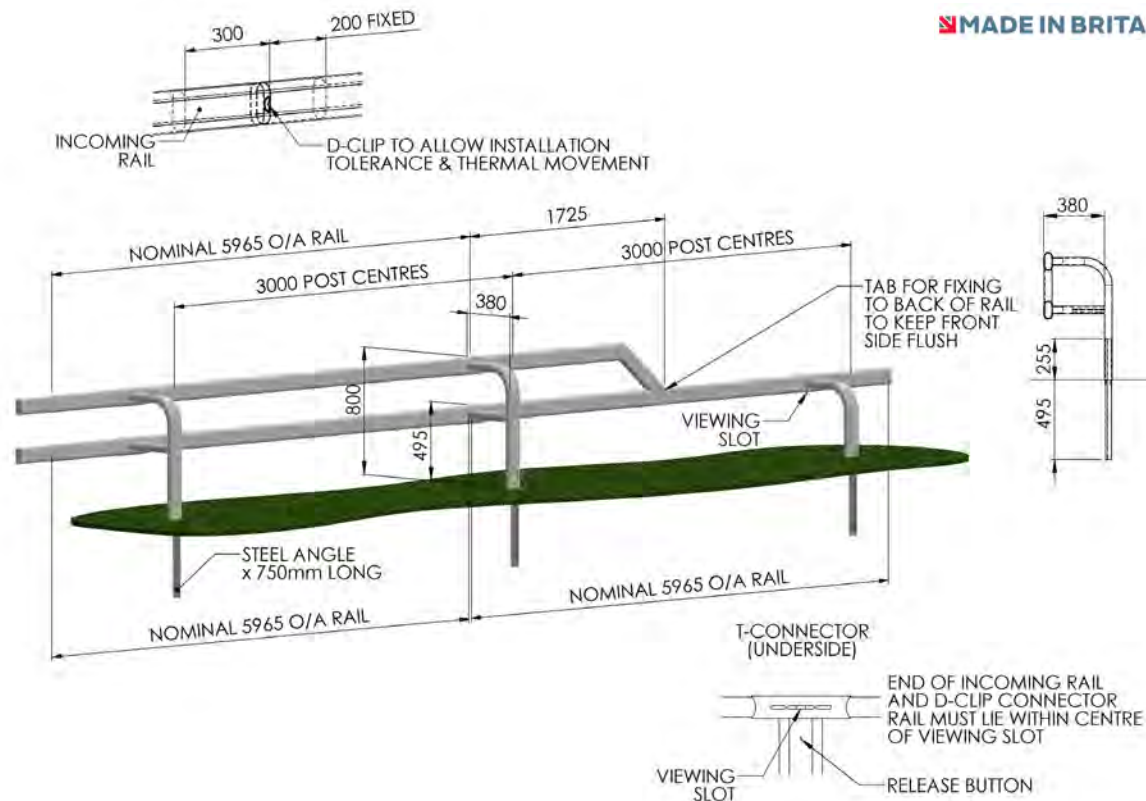 MADE IN BRITA
300
200 FIXED
INCOMING
RAIL
D-CLIP TO ALLOW INSTALLATION
TOLERANCE & THERMAL MOVEMENT
1725
NOMINAL 5965 O/A RAIL
3000 POST CENTRES
3000 POST CENTRES
380
380
TAB FOR FIXING
TO BACK OF RAIL
TO KEEP FRONT
SIDE FLUSH
800
495
VIEWING
SLOT
255
495
STEEL ANGLE
x 750mm LONG
NOMINAL 5965 O/A RAIL
NOMINAL 5965 O/A RAIL
T-CONNECTOR
(UNDERSIDE)
END OF INCOMING RAIL
AND D-CLIP CONNECTOR
RAIL MUST LIE WITHIN CENTRE
OF VIEWING SLOT
VIEWING
SLOT
RELEASE BUTTON